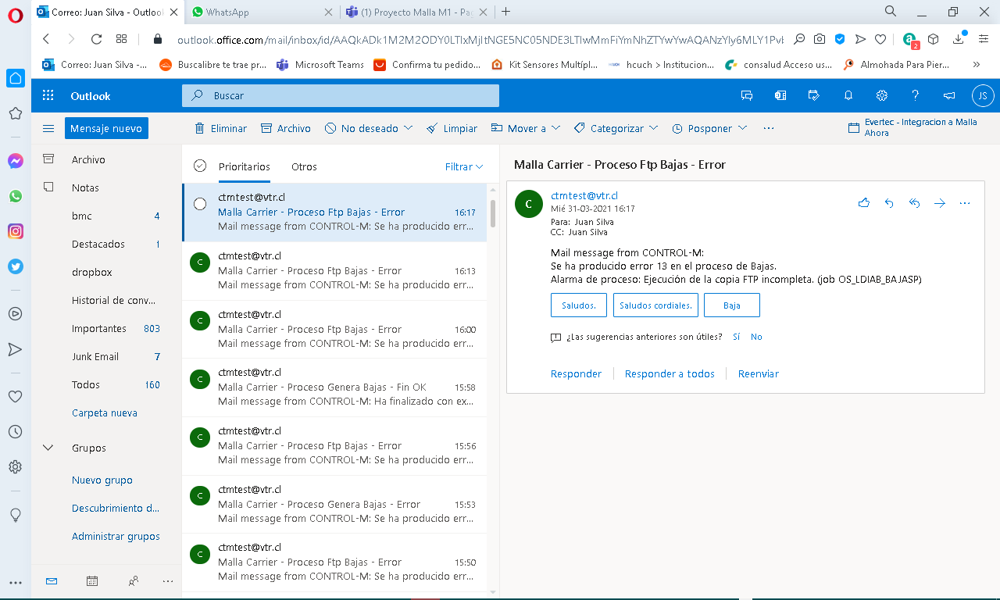 Correo: Juan Silva - Outlook
WhatsApp
(1) Proyecto Malla M1 - Pa
outlook.office.com/mail/inbox/id/
2
Correo: Juan Silva -...
Buscalibre te trae pr...
Microsoft Teams
Confirma tu pedido...
Kit Sensores Multipl...
hcuch > Institucion...
consalud Acceso us...
Almohada Para Pier...
Outlook
Buscar
JS
Mensaje nuevo
Eliminar
Archivo
No deseado
Limpiar
Mover a
Categorizar
Posponer
Evertec - Integracion a Malla
Ahora
Archivo
Notas
bmc 4
Destacados 1
dropbox
Historial de conv...
Importantes 803
Junk Email 7
Todos 160
Carpeta nueva
Grupos
Nuevo grupo
Descubrimiento d...
Administrar grupos
Prioritarios
Otros
Filtrar
ctmtest@vtr.cl
Malla Carrier - Proceso Ftp Bajas - Error 16:17
Mail message from CONTROL-M: Se ha producido err...
C
ctmtest@vtr.cl
Malla Carrier - Proceso Ftp Bajas - Error 16:13
Mail message from CONTROL-M: Se ha producido err...
C
ctmtest@vtr.cl
Malla Carrier - Proceso Ftp Bajas - Error 16:00
Mail message from CONTROL-M: Se ha producido err...
C
ctmtest@vtr.cl
Malla Carrier - Proceso Genera Bajas - Fin OK 15:58
Mail message from CONTROL-M: Ha finalizado con ex...
C
ctmtest@vtr.cl
Malla Carrier - Proceso Ftp Bajas - Error 15:56
Mail message from CONTROL-M: Se ha producido err...
C
ctmtest@vtr.cl
Malla Carrier - Proceso Genera Bajas - Error 15:53
Mail message from CONTROL-M: Se ha producido err...
C
ctmtest@vtr.cl
Malla Carrier - Proceso Ftp Bajas - Error 15:50
Mail message from CONTROL-M: Se ha producido err...
Malla Carrier - Proceso Ftp Bajas - Error
C
ctmtest@vtr.cl
Mié 31-03-2021 16:17
Para: Juan Silva
CC: Juan Silva
Mail message from CONTROL-M:
Se ha producido error 13 en el proceso de Bajas.
Alarma de proceso: Ejecución de la copia FTP incompleta. (job OS_LDIAB_BAJASP)
Saludos.
Saludos cordiales.
Baja
¿Las sugerencias anteriores son útiles? Sí No
Responder
Responder a todos
Reenviar